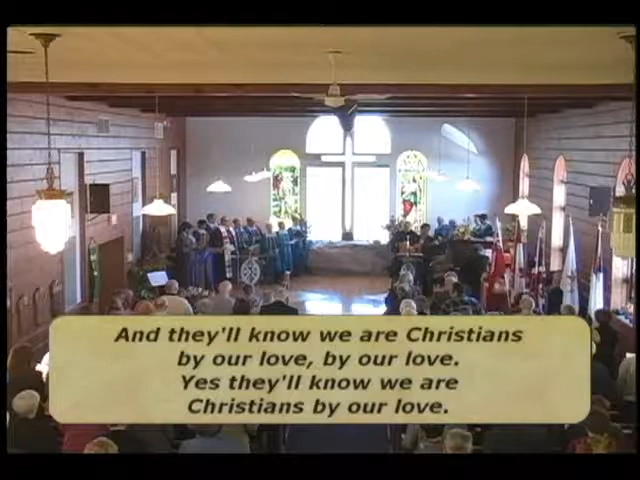 And they'll know we are Christians
by our love, by our love.
Yes they'll know we are
Christians by our love.